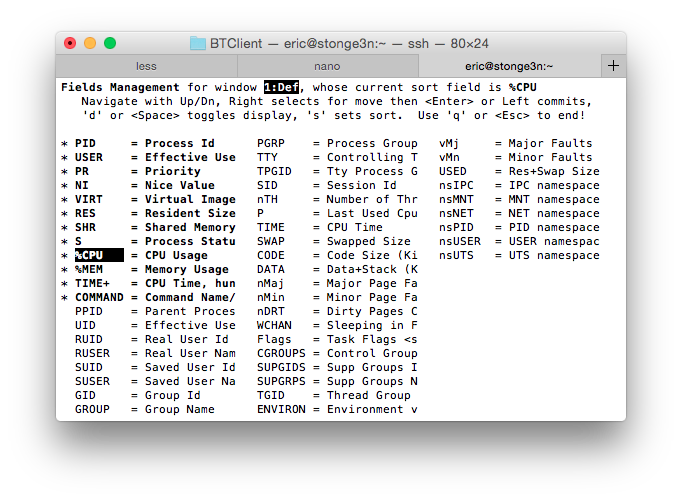 BTClient — eric@stonge3n:~ — ssh — 80×24
less nano eric@stonge3n:~ +
Fields Management for window 1:Def, whose current sort field is %CPU
Navigate with Up/Dn, Right selects for move then <Enter> or Left commits,
'd' or <Space> toggles display, 's' sets sort. Use 'q' or <Esc> to end!
* PID = Process Id PGRP = Process Group vMj = Major Faults
* USER = Effective Use TTY = Controlling T vMn = Minor Faults
* PR = Priority TPGID = Tty Process G USED = Res+Swap Size
* NI = Nice Value SID = Session Id nsIPC = IPC namespace
* VIRT = Virtual Image nTH = Number of Thr nsMNT = MNT namespace
* RES = Resident Size P = Last Used Cpu nsNET = NET namespace
* SHR = Shared Memory TIME = CPU Time nsPID = PID namespace
* S = Process Statu SWAP = Swapped Size nsUSER = USER namespac
* %CPU = CPU Usage CODE = Code Size (Ki nsUTS = UTS namespace
* %MEM = Memory Usage DATA = Data+Stack (K
* TIME+ = CPU Time, hun nMaj = Major Page Fa
* COMMAND = Command Name/ nMin = Minor Page Fa
PPID = Parent Proces nDRT = Dirty Pages C
UID = Effective Use WCHAN = Sleeping in F
RUID = Real User Id Flags = Task Flags <s
RUSER = Real User Nam CGROUPS = Control Group
SUID = Saved User Id SUPGIDS = Supp Groups I
SUSER = Saved User Na SUPGRPS = Supp Groups N
GID = Group Id TGID = Thread Group
GROUP = Group Name ENVIRON = Environment v